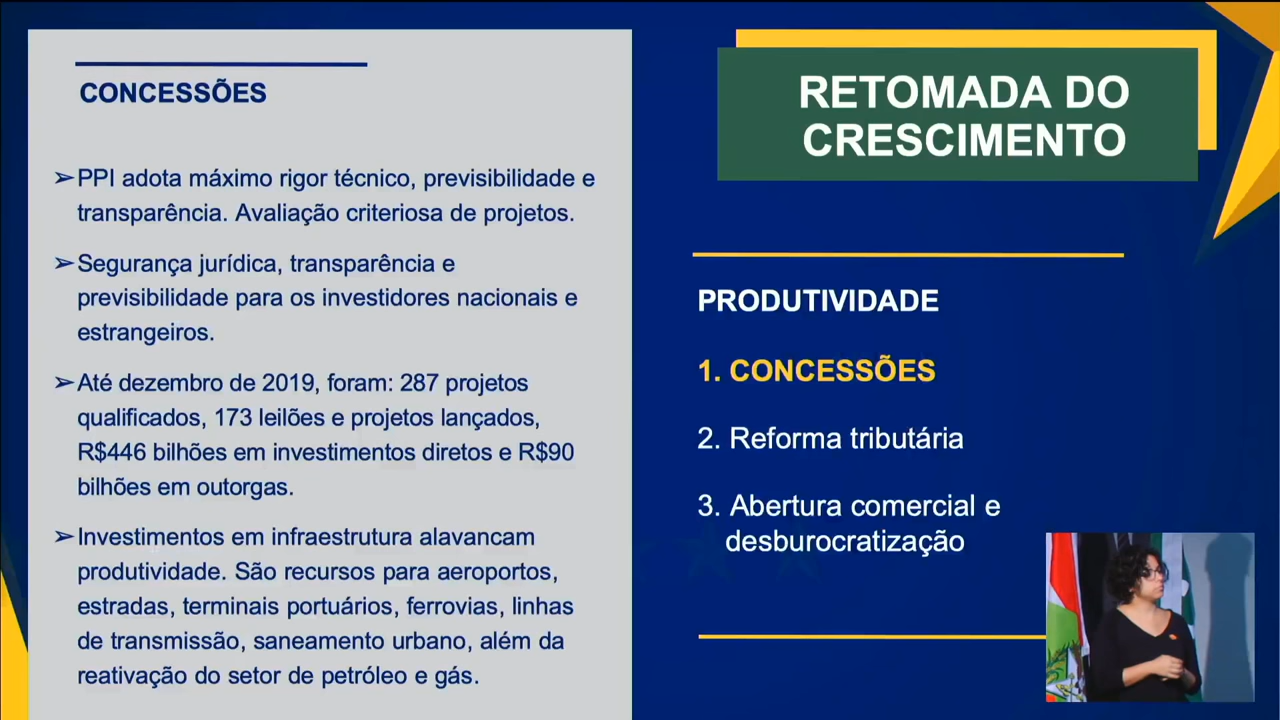 CONCESSÕES
➢PPI adota máximo rigor técnico, previsibilidade e
transparência. Avaliação criteriosa de projetos.
➢Segurança jurídica, transparência e
previsibilidade para os investidores nacionais e
estrangeiros.
➢Até dezembro de 2019, foram: 287 projetos
qualificados, 173 leilões e projetos lançados,
R$446 bilhões em investimentos diretos e R$90
bilhões em outorgas.
➢Investimentos em infraestrutura alavancam
produtividade. São recursos para aeroportos,
estradas, terminais portuários, ferrovias, linhas
de transmissão, saneamento urbano, além da
reativação do setor de petróleo e gás.
RETOMADA DO
CRESCIMENTO
PRODUTIVIDADE
1. CONCESSÕES
2. Reforma tributária
3. Abertura comercial e
desburocratização